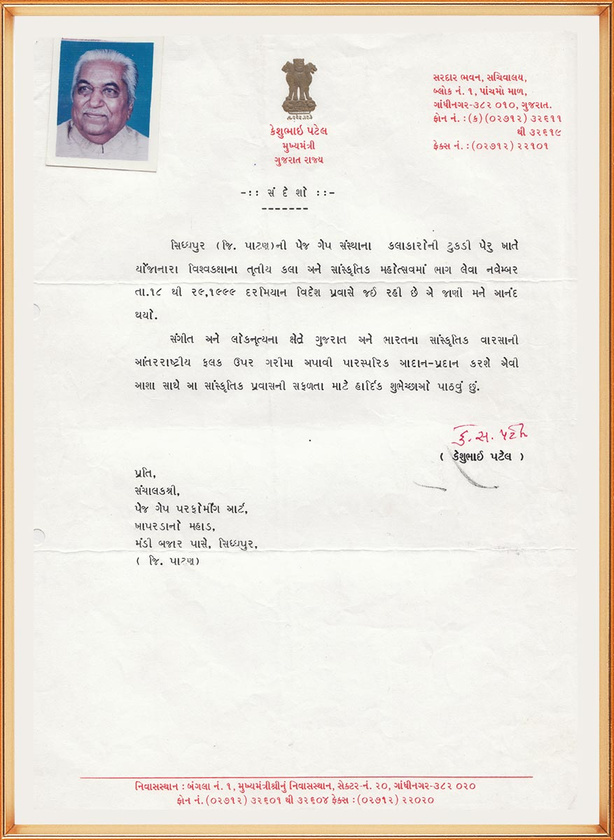 સરદાર ભવન, સચિવાલય,
બ્લોક નં. ૧, પાંચમો માળ,
ગાંધીનગર-૩૮૨ ૦૧૦, ગુજરાત.
ફોન નં. : (ક) (૦૨૭૧૨) ૩૨૬૧૧
થી ૩૨૬૧૯
ફેક્સ નં. : (૦૨૭૧૨) ૨૨૧૦૧
કેશુભાઈ પટેલ
મુખ્યમંત્રી
ગુજરાત રાજ્ય
-:: સં દે શો ::-
સિધ્ધપુર (જિ. પાટણ)ની પેજ ગેપ સંસ્થાના કલાકારોની ટુકડી પેરુ ખાતે
યોજાનારા વિશ્વકક્ષાના તૃતીય કલા અને સાંસ્કૃતિક મહોત્સવમાં ભાગ લેવા નવેમ્બર
તા.૧૮ થી ૨૯,૧૯૯૯ દરમિયાન વિદેશ પ્રવાસે જઈ રહી છે એ જાણી મને આનંદ
થયો.
સંગીત અને લોકનૃત્યના ક્ષેત્રે ગુજરાત અને ભારતના સાંસ્કૃતિક વારસાની
આંતરરાષ્ટ્રીય ફલક ઉપર ગરીમા અપાવી પારસ્પરિક આદાન-પ્રદાન કરશે એવી
આશા સાથે આ સાંસ્કૃતિક પ્રવાસની સફળતા માટે હાર્દિક શુભેચ્છાઓ પાઠવું છું.
( કેશુભાઈ પટેલ )
પ્રતિ,
સંચાલકશ્રી,
પેજ ગેપ પરફોર્મીંગ આર્ટ,
ખાપરડાનો મહાડ,
મંડી બજાર પાસે, સિધ્ધપુર,
( જિ. પાટણ)
નિવાસસ્થાન : બંગલા નં. ૧, મુખ્યમંત્રીશ્રીનું નિવાસસ્થાન, સેક્ટર-નં. ૨૦, ગાંધીનગર-૩૮૨ ૦૨૦
ફોન નં. (૦૨૭૧૨) ૩૨૬૦૧ થી ૩૨૬૦૪ ફેક્સ : (૦૨૭૧૨) ૨૨૦૨૦